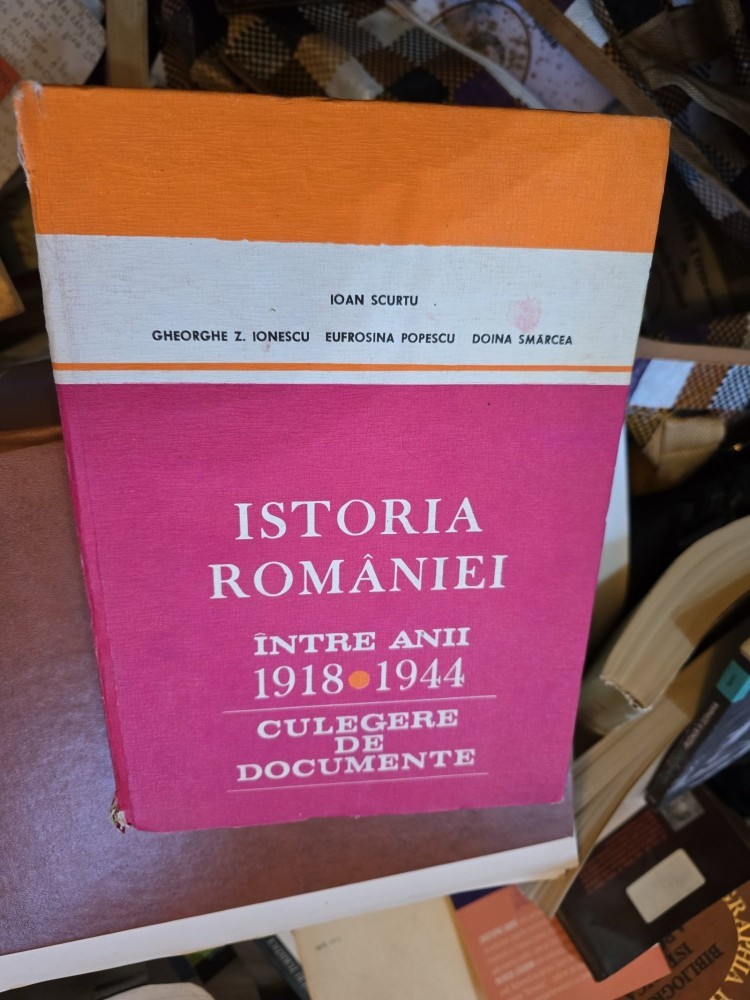 IOAN SCURTU
GHEORGHE Z. IONESCU EUFROSINA POPESCU DOINA SMÂRCEA
ISTORIA
ROMÂNIEI
ÎNTRE ANII
1918•1944
CULEGERE
DE
DOCUMENTE